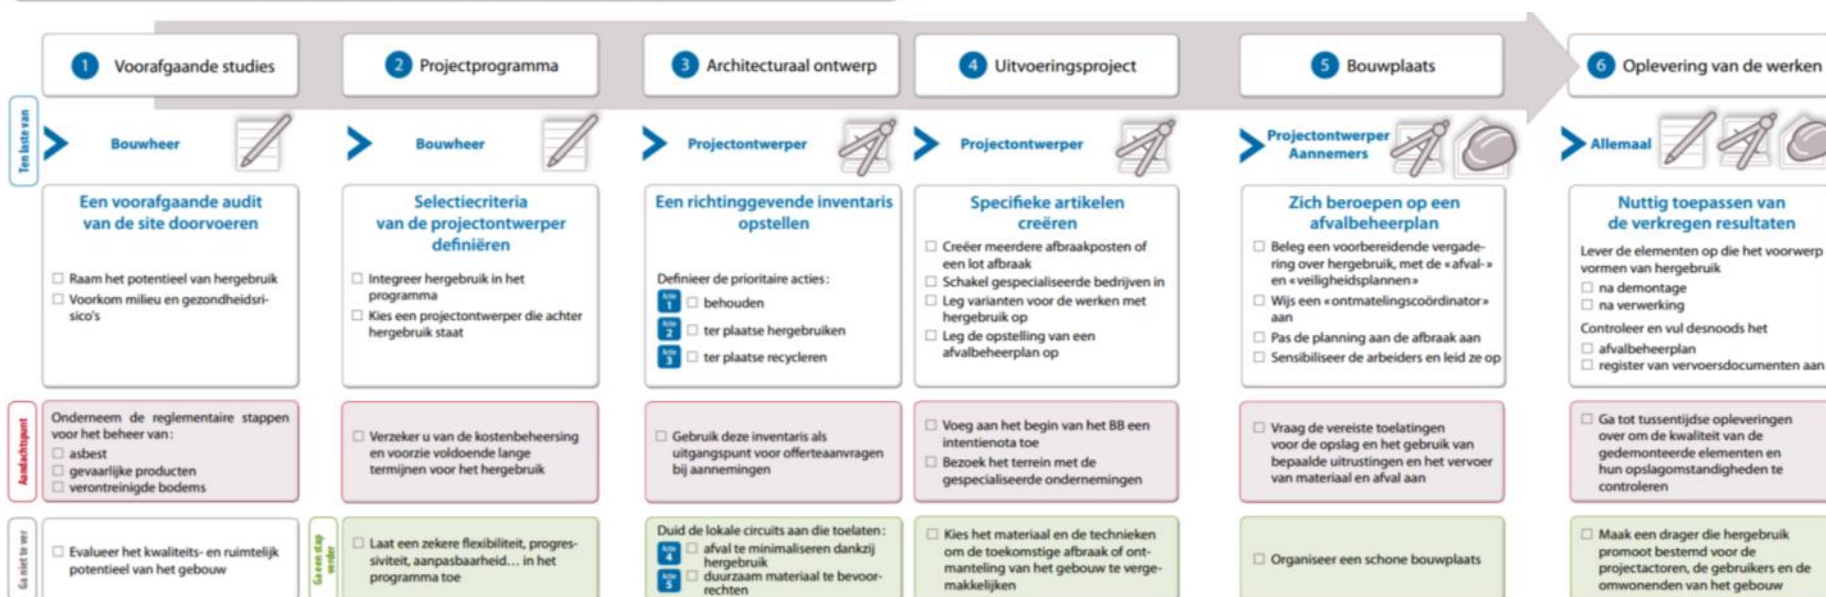 1 Voorafgaande studies
2 Projectprogramma
3 Architecturaal ontwerp
4 Uitvoeringsproject
5 Bouwplaats
6 Oplevering van de werken
Ten laste van
Bouwheer
Bouwheer
Projectontwerper
Projectontwerper
Projectontwerper
Aannemers
Allemaal
Een voorafgaande audit
van de site doorvoeren
Raam het potentieel van hergebruik
Voorkom milieu en gezondheidsri-
sico's
Selectiecriteria
van de projectontwerper
definiëren
Integreer hergebruik in het
programma
Kies een projectontwerper die achter
hergebruik staat
Een richtinggevende inventaris
opstellen
Definieer de prioritaire acties:
Actie 1 behouden
Actie 2 ter plaatse hergebruiken
Actie 3 ter plaatse recycleren
Specifieke artikelen
creëren
Creëer meerdere afbraakposten of
een lot afbraak
Schakel gespecialiseerde bedrijven in
Leg varianten voor de werken met
hergebruik op
Leg de opstelling van een
afvalbeheerplan op
Zich beroepen op een
afvalbeheerplan
Beleg een voorbereidende vergade-
ring over hergebruik, met de «afval-»
en «veiligheidsplannen»
Wijs een «ontmatelingscoördinator»
aan
Pas de planning aan de afbraak aan
Sensibiliseer de arbeiders en leid ze op
Nuttig toepassen van
de verkregen resultaten
Lever de elementen op die het voorwerp
vormen van hergebruik
na demontage
na verwerking
Controleer en vul desnoods het
afvalbeheerplan
register van vervoersdocumenten aan
Aandachtspunt
Onderneem de reglementaire stappen
voor het beheer van:
asbest
gevaarlijke producten
verontreinigde bodems
Verzeker u van de kostenbeheersing
en voorzie voldoende lange
termijnen voor het hergebruik
Gebruik deze inventaris als
uitgangspunt voor offerteaanvragen
bij aannemingen
Voeg aan het begin van het BB een
intentienota toe
Bezoek het terrein met de
gespecialiseerde ondernemingen
Vraag de vereiste toelatingen
voor de opslag en het gebruik van
bepaalde uitrustingen en het vervoer
van materiaal en afval aan
Ga tot tussentijdse opleveringen
over om de kwaliteit van de
gedemonteerde elementen en
hun opslagomstandigheden te
controleren
Ga niet te ver
Evalueer het kwaliteits- en ruimtelijk
potentieel van het gebouw
Ga een stap
verder
Laat een zekere flexibiliteit, progres-
siviteit, aanpasbaarheid... in het
programma toe
Duid de lokale circuits aan die toelaten:
Actie 4 afval te minimaliseren dankzij
hergebruik
Actie 5 duurzaam materiaal te bevoor-
rechten
Kies het materiaal en de technieken
om de toekomstige afbraak of ont-
manteling van het gebouw te verge-
makkelijken
Organiseer een schone bouwplaats
Maak een drager die hergebruik
promoot bestemd voor de
projectactoren, de gebruikers en de
omwonenden van het gebouw